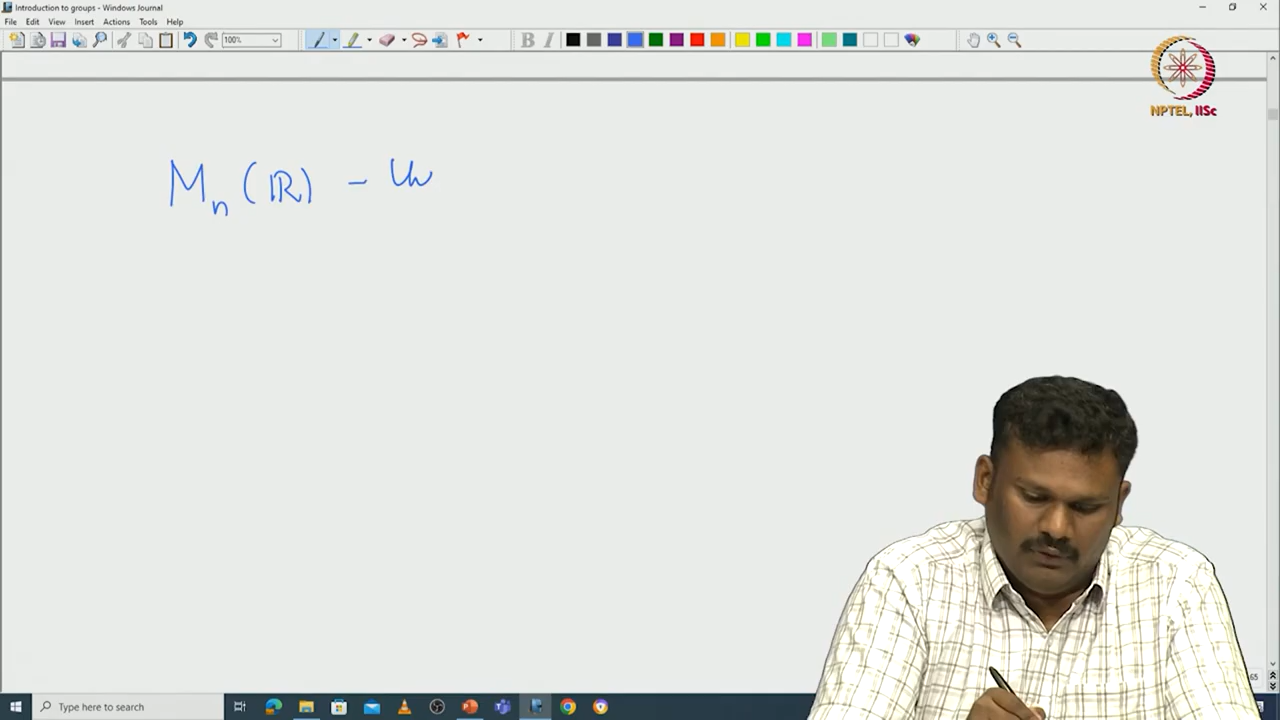 Introduction to groups - Windows Journal
File Edit View Insert Actions Tools Help
100%
B I
NPTEL, IISc
Mₙ (ℝ) -
65
Type here to search